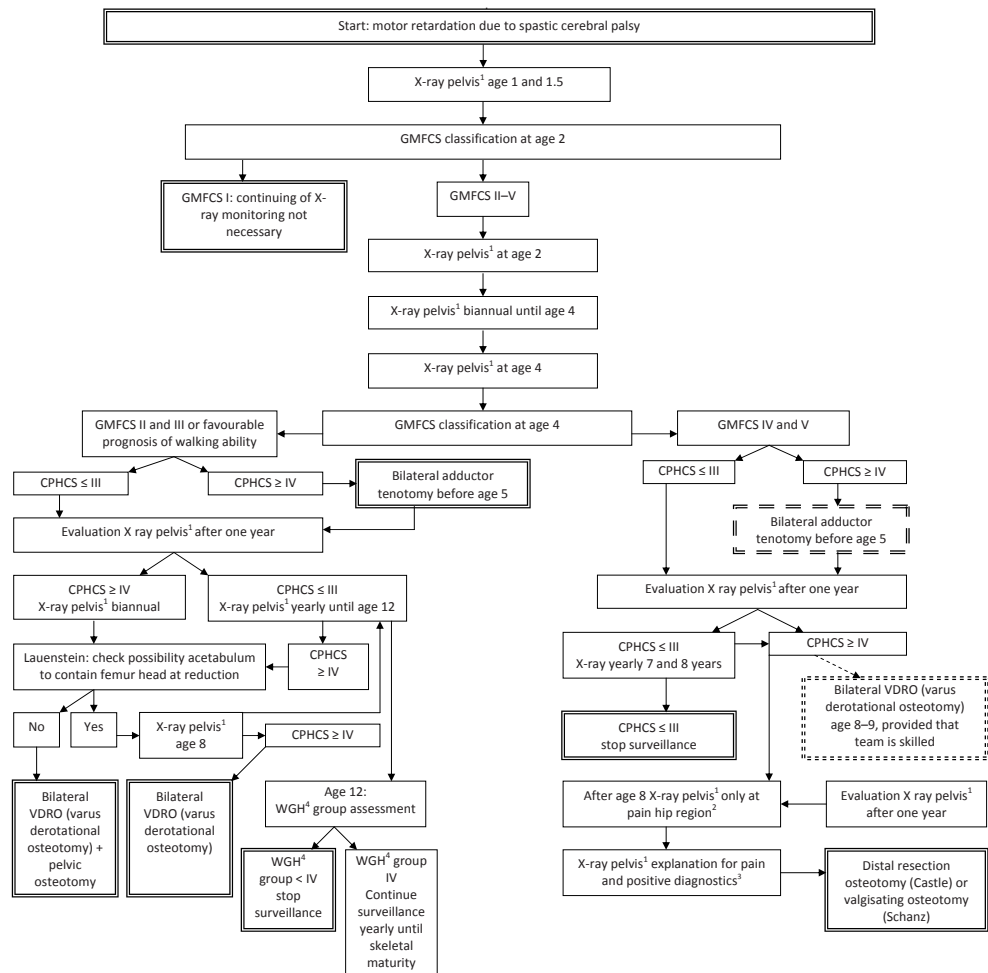 Start: motor retardation due to spastic cerebral palsy
X-ray pelvis¹ age 1 and 1.5
GMFCS classification at age 2
GMFCS I: continuing of X-
ray monitoring not
necessary
GMFCS II–V
X-ray pelvis¹ at age 2
X-ray pelvis¹ biannual until age 4
X-ray pelvis¹ at age 4
GMFCS II and III or favourable
prognosis of walking ability
GMFCS classification at age 4
GMFCS IV and V
CPHCS ≤ III
CPHCS ≥ IV
Bilateral adductor
tenotomy before age 5
CPHCS ≤ III
CPHCS ≥ IV
Evaluation X ray pelvis¹ after one year
Bilateral adductor
tenotomy before age 5
CPHCS ≥ IV
X-ray pelvis¹ biannual
CPHCS ≤ III
X-ray pelvis¹ yearly until age 12
Evaluation X ray pelvis¹ after one year
Lauenstein: check possibility acetabulum
to contain femur head at reduction
CPHCS
≥ IV
CPHCS ≤ III
X-ray yearly 7 and 8 years
CPHCS ≥ IV
No
Yes
X-ray pelvis¹
age 8
CPHCS ≥ IV
CPHCS ≤ III
stop surveillance
Bilateral VDRO (varus
derotational osteotomy)
age 8–9, provided that
team is skilled
Bilateral
VDRO (varus
derotational
osteotomy) +
pelvic
osteotomy
Bilateral
VDRO (varus
derotational
osteotomy)
Age 12:
WGH⁴ group assessment
After age 8 X-ray pelvis¹ only at
pain hip region²
Evaluation X ray pelvis¹
after one year
WGH⁴
group < IV
stop
surveillance
WGH⁴ group
IV
Continue
surveillance
yearly until
skeletal
maturity
X-ray pelvis¹ explanation for pain
and positive diagnostics³
Distal resection
osteotomy (Castle) or
valgisating osteotomy
(Schanz)